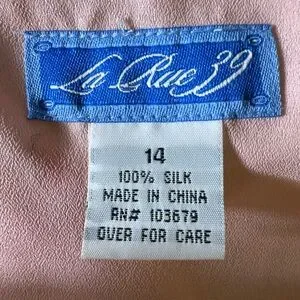 La Rue 39
14
100% SILK
MADE IN CHINA
RN# 103679
OVER FOR CARE